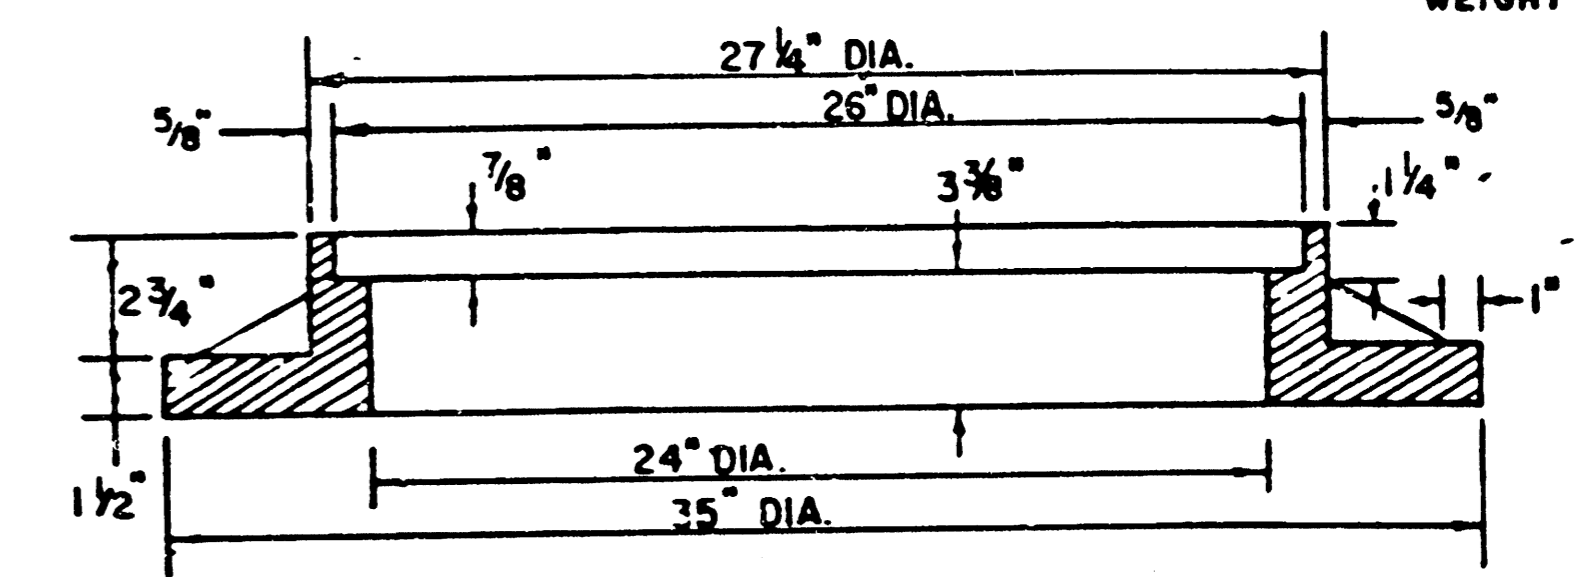 WEIGHT
27 1/4" DIA.
26" DIA.
5/8"
5/8"
7/8"
3 3/8"
1 1/4"
2 3/4"
1"
24" DIA.
1 1/2"
35" DIA.